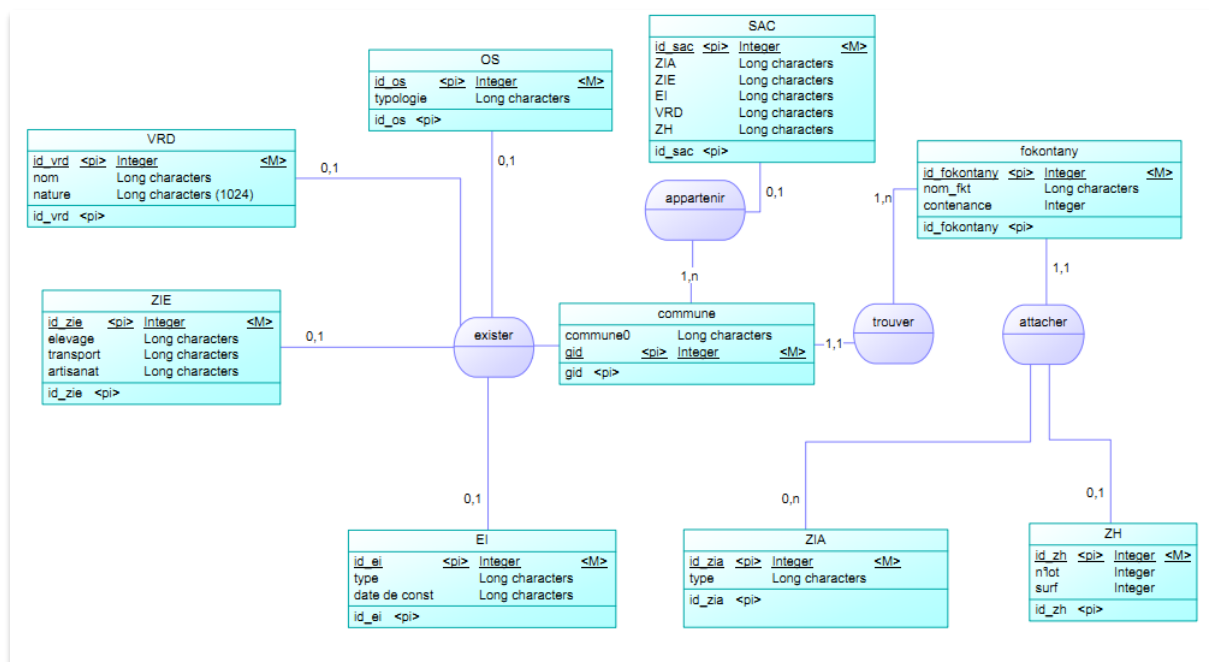 SAC
id_sac <pi> Integer <M>
ZIA Long characters
ZIE Long characters
EI Long characters
VRD Long characters
ZH Long characters
id_sac <pi>
OS
id_os <pi> Integer <M>
typologie Long characters
id_os <pi>
VRD
id_vrd <pi> Integer <M>
nom Long characters
nature Long characters (1024)
id_vrd <pi>
0,1
0,1
0,1
fokontany
id_fokontany <pi> Integer <M>
nom_fkt Long characters
contenance Integer
id_fokontany <pi>
appartenir
1,n
1,n
1,1
ZIE
id_zie <pi> Integer <M>
elevage Long characters
transport Long characters
artisanat Long characters
id_zie <pi>
0,1
exister
commune
commune0 Long characters
gid <pi> Integer <M>
gid <pi>
1,1
trouver
attacher
0,1
0,n
0,1
EI
id_ei <pi> Integer <M>
type Long characters
date de const Long characters
id_ei <pi>
ZIA
id_zia <pi> Integer <M>
type Long characters
id_zia <pi>
ZH
id_zh <pi> Integer <M>
Integer
surf Integer
id_zh <pi>